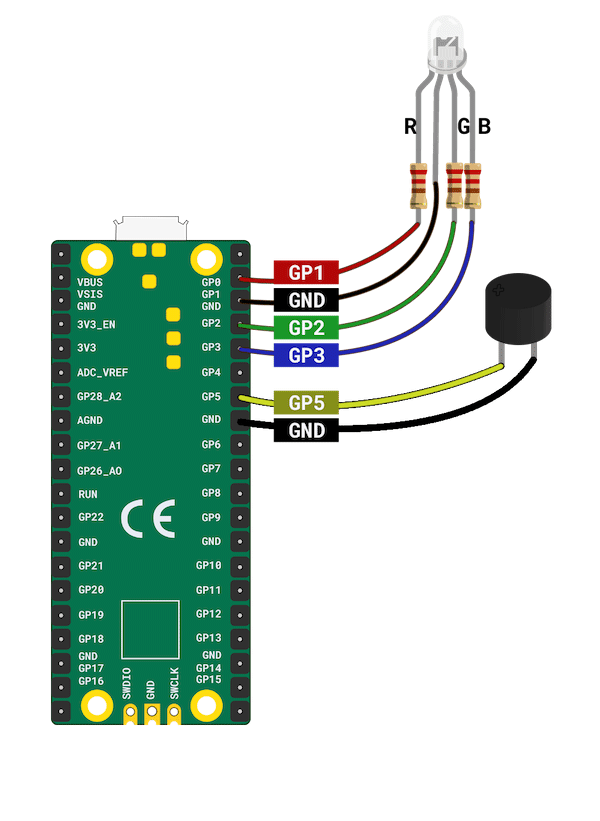 R
G B
GP1
GND
GP2
GP3
GP5
GND
VBUS
VSIS
GND
3V3_EN
3V3
ADC_VREF
GP28_A2
AGND
GP27_A1
GP26_A0
RUN
GP22
GND
GP21
GP20
GP19
GP18
GND
GP17
GP16
GP0
GP1
GND
GP2
GP3
GP4
GP5
GND
GP6
GP7
GP8
GP9
GND
GP10
GP11
GP12
GP13
GND
GP14
GP15
CE
SWDIO
GND
SWCLK